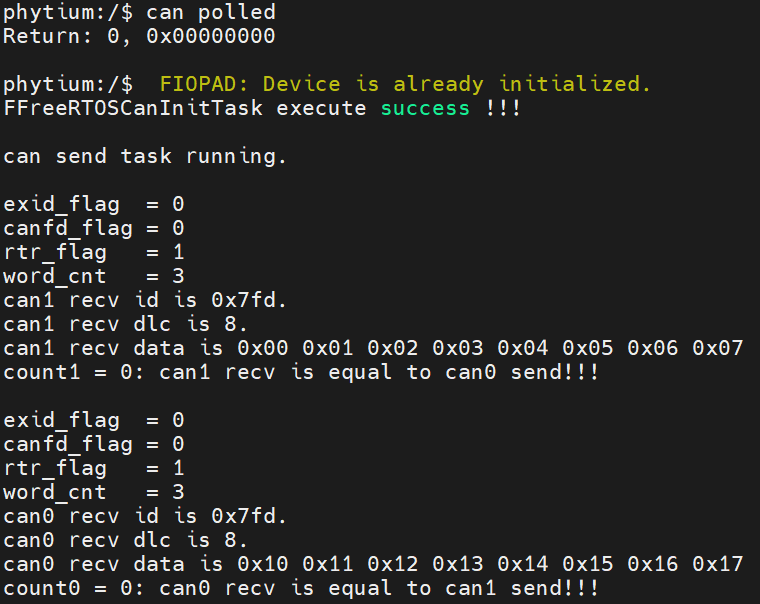 phytium:/$ can polled
Return: 0, 0x00000000
phytium:/$  FIOPAD: Device is already initialized.
FFreeRTOSCanInitTask execute success !!!
can send task running.
exid_flag  = 0
canfd_flag = 0
rtr_flag   = 1
word_cnt   = 3
can1 recv id is 0x7fd.
can1 recv dlc is 8.
can1 recv data is 0x00 0x01 0x02 0x03 0x04 0x05 0x06 0x07
count1 = 0: can1 recv is equal to can0 send!!!
exid_flag  = 0
canfd_flag = 0
rtr_flag   = 1
word_cnt   = 3
can0 recv id is 0x7fd.
can0 recv dlc is 8.
can0 recv data is 0x10 0x11 0x12 0x13 0x14 0x15 0x16 0x17
count0 = 0: can0 recv is equal to can1 send!!!